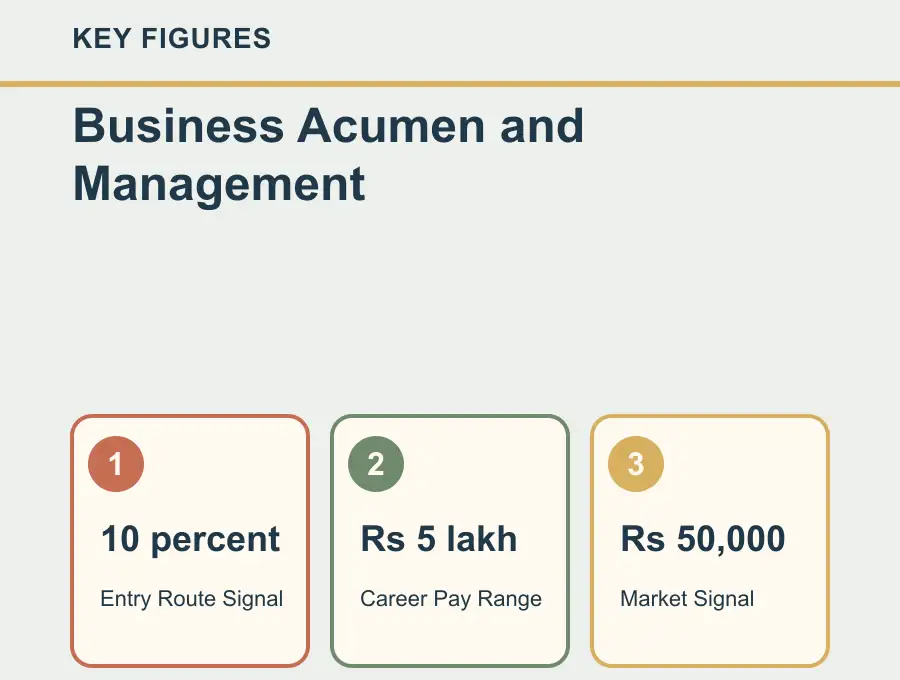 KEY FIGURES
Business Acumen and
Management
1
10 percent
Entry Route Signal
2
Rs 5 lakh
Career Pay Range
3
Rs 50,000
Market Signal